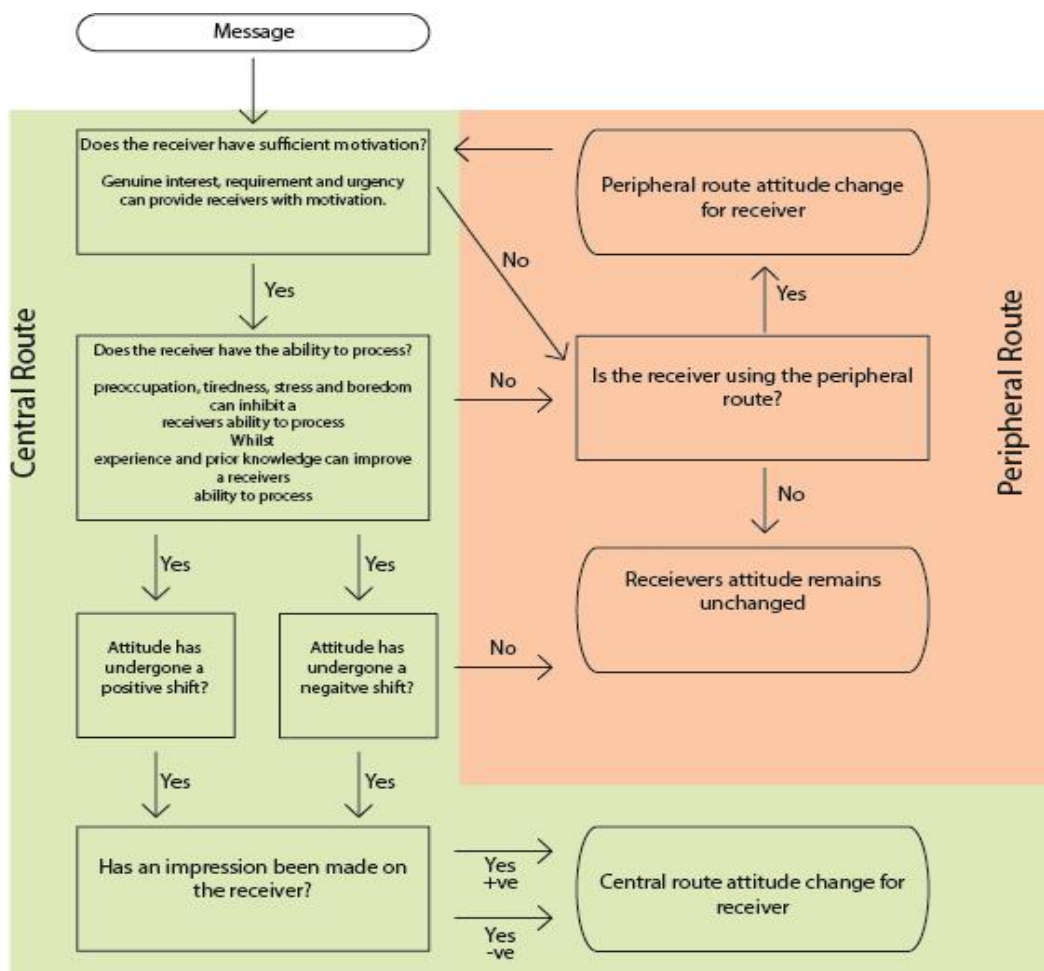 Message
Does the receiver have sufficient motivation?
Genuine interest, requirement and urgency
can provide receivers with motivation.
Peripheral route attitude change
for receiver
No
Yes
Yes
Does the receiver have the ability to process?
preoccupation, tiredness, stress and boredom
can inhibit a
receivers ability to process
Whilst
experience and prior knowledge can improve
a receivers
ability to process
No
Is the receiver using the peripheral
route?
No
Yes
Yes
Receievers attitude remains
unchanged
Attitude has
undergone a
positive shift?
Attitude has
undergone a
negaitve shift?
No
Yes
Yes
Has an impression been made on
the receiver?
Yes
+ve
Yes
-ve
Central route attitude change for
receiver
Central Route
Peripheral Route